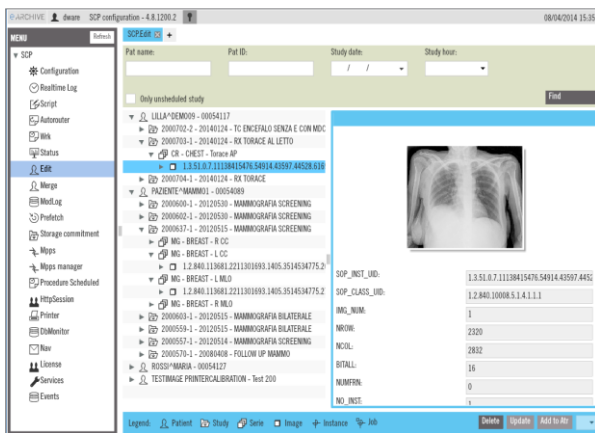 e-ARCHIVE dware SCP configuration - 4.8.1200.2 08/04/2014 15:35
MENU Refresh
SCP
Configuration
Realtime Log
Script
Autorouter
Wrk
Status
Edit
Merge
ModLog
Prefetch
Storage commitment
Mpps
Mpps manager
Procedure Scheduled
HttpSession
Printer
DbMonitor
Nav
License
Services
Events
SCP.Edit
Pat name: Pat ID: Study date: Study hour:
/ /
Only unsheduled study
Find
LILLA^DEMO09 - 00054117
2000702-2 - 20140124 - TC ENCEFALO SENZA E CON MDC
2000703-1 - 20140124 - RX TORACE AL LETTO
CR - CHEST - Torace AP
1.3.51.0.7.11138415476.54914.43597.44528.616
2000704-1 - 20140124 - RX TORACE
PAZIENTE^MAMM01 - 00054089
2000600-1 - 20120530 - MAMMOGRAFIA SCREENING
2000602-1 - 20120530 - MAMMOGRAFIA SCREENING
2000637-1 - 20120515 - MAMMOGRAFIA SCREENING
MG - BREAST - R CC
MG - BREAST - L CC
1.2.840.113681.2211301693.1405.3514534775.2
MG - BREAST - L MLO
1.2.840.113681.2211301693.1405.3514534775.2
MG - BREAST - R MLO
2000603-1 - 20120515 - MAMMOGRAFIA BILATERALE
2000559-1 - 20120515 - MAMMOGRAFIA BILATERALE
2000557-1 - 20120514 - MAMMOGRAFIA SCREENING
2000570-1 - 20080408 - FOLLOW UP MAMMO
ROSSI^MARIA - 00054127
TESTIMAGE PRINTERCALIBRATION - Test 200
SOP_INST_UID: 1.3.51.0.7.11138415476.54914.43597.445
SOP_CLASS_UID: 1.2.840.10008.5.1.4.1.1.1
IMG_NUM: 1
NROW: 2320
NCOL: 2832
BITALL: 16
NUMFRN: 0
NO_INST: 1
Legend: Patient Study Serie Image Instance Job
Delete Update Add to Atr